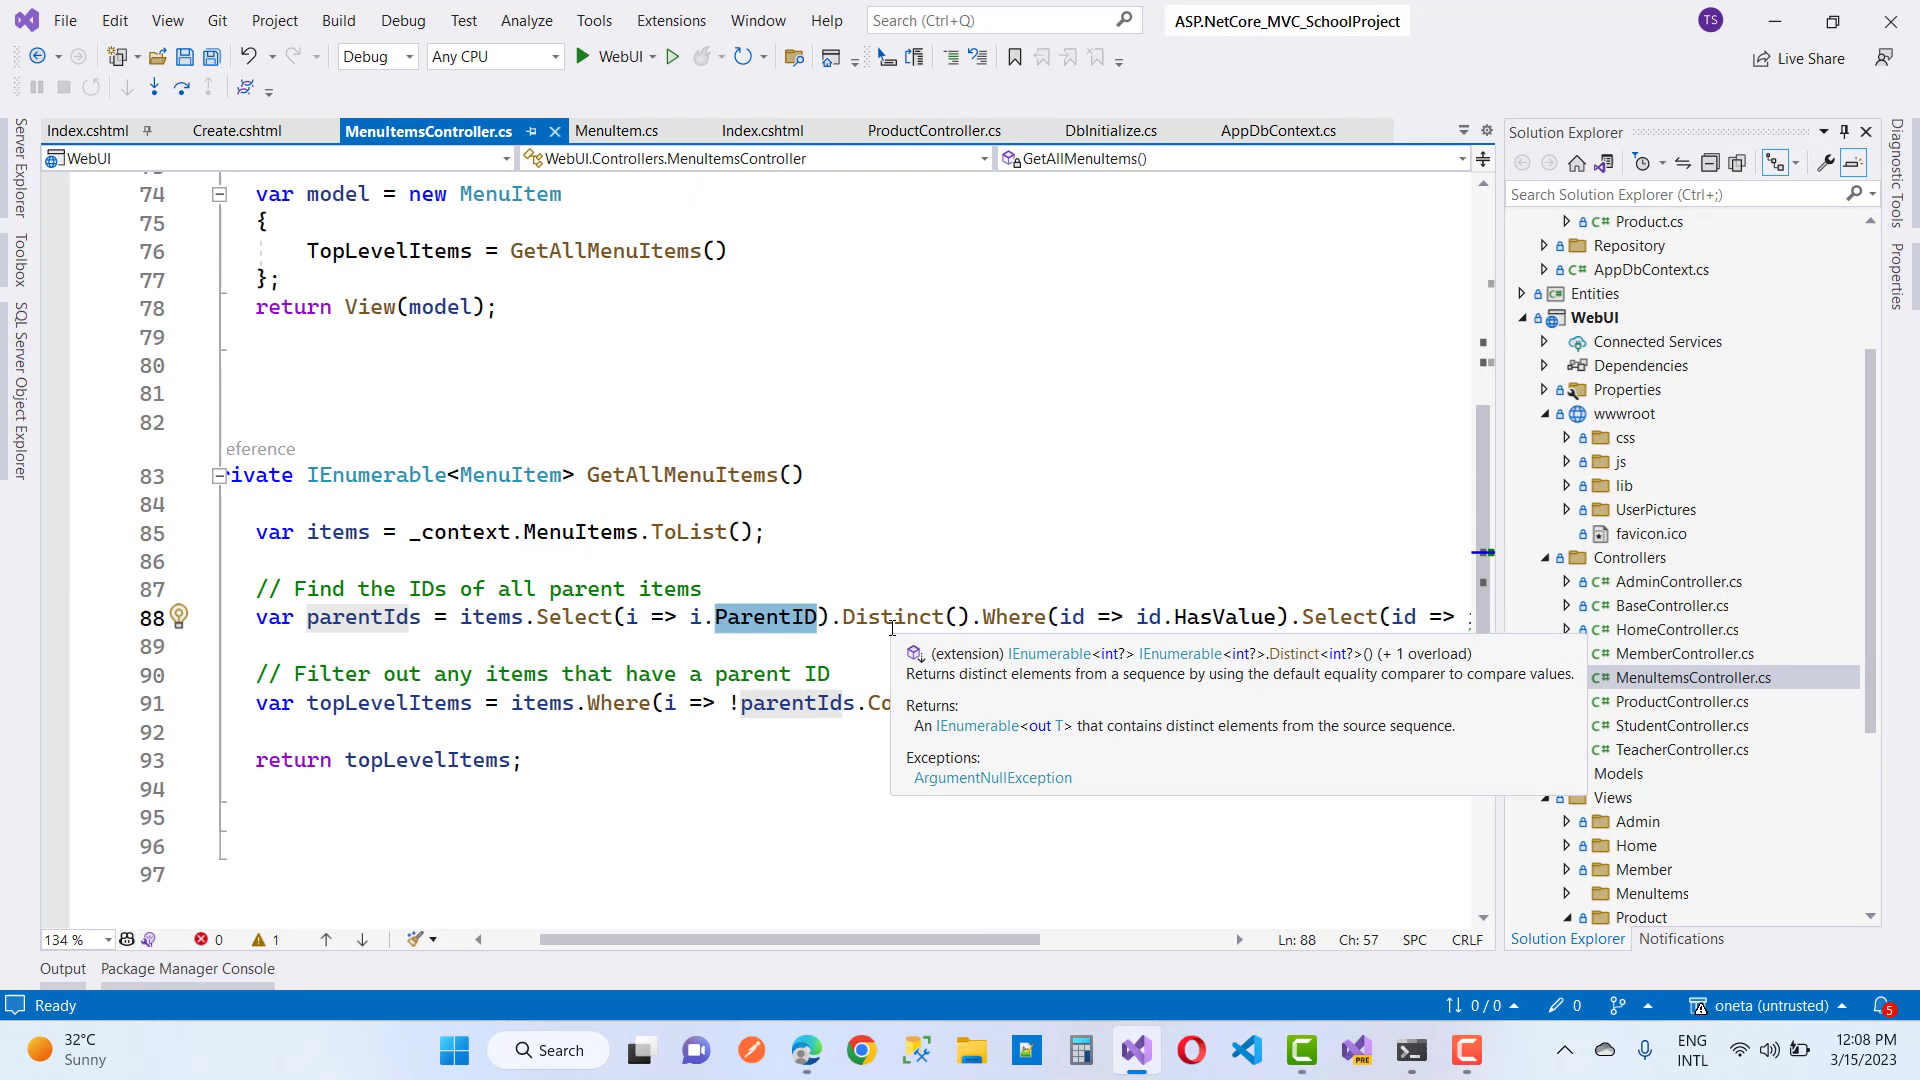 File Edit View Git Project Build Debug Test Analyze Tools Extensions Window Help Search (Ctrl+Q) ASP.NetCore_MVC_SchoolProject TS
Debug Any CPU WebUI Live Share
Index.cshtml Create.cshtml MenuItemsController.cs MenuItem.cs Index.cshtml ProductController.cs DbInitialize.cs AppDbContext.cs
WebUI WebUI.Controllers.MenuItemsController GetAllMenuItems()
Server Explorer
Toolbox
SQL Server Object Explorer
74 var model = new MenuItem
75 {
76 TopLevelItems = GetAllMenuItems()
77 };
78 return View(model);
79
80
81
82
eference
83 rivate IEnumerable<MenuItem> GetAllMenuItems()
84
85 var items = _context.MenuItems.ToList();
86
87 // Find the IDs of all parent items
88 var parentIds = items.Select(i => i.ParentID).Distinct().Where(id => id.HasValue).Select(id =>
89
90 // Filter out any items that have a parent ID
91 var topLevelItems = items.Where(i => !parentIds.Co
92
93 return topLevelItems;
94
95
96
97
(extension) IEnumerable<int?> IEnumerable<int?>.Distinct<int?>() (+ 1 overload)
Returns distinct elements from a sequence by using the default equality comparer to compare values.
Returns:
An IEnumerable<out T> that contains distinct elements from the source sequence.
Exceptions:
ArgumentNullException
134 % 0 1 Ln: 88 Ch: 57 SPC CRLF
Solution Explorer
Search Solution Explorer (Ctrl+;)
C# Product.cs
Repository
C# AppDbContext.cs
C# Entities
WebUI
Connected Services
Dependencies
Properties
wwwroot
css
js
lib
UserPictures
favicon.ico
Controllers
C# AdminController.cs
C# BaseController.cs
C# HomeController.cs
C# MemberController.cs
C# MenuItemsController.cs
C# ProductController.cs
C# StudentController.cs
C# TeacherController.cs
Models
Views
Admin
Home
Member
MenuItems
Product
Solution Explorer Notifications
Diagnostic Tools
Properties
Output Package Manager Console
Ready 0 / 0 0 oneta (untrusted) 5
32°C
Sunny
Search
PRE
ENG
INTL
12:08 PM
3/15/2023